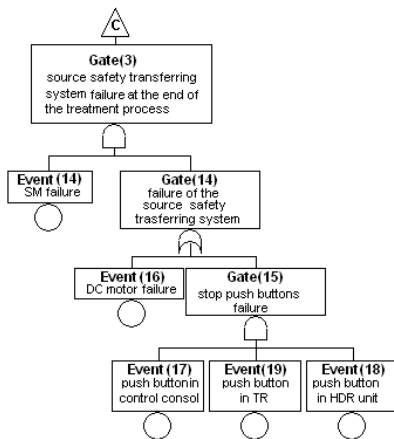 C
Gate(3)
source safety transferring
system failure at the end of
the treatment process
Event(14)
SM failure
Gate(14)
failure of the
source safety
trasferring system
Event(16)
DC motor failure
Gate(15)
stop push buttons
failure
Event(17)
push button in
control consol
Event(19)
push button
in TR
Event(18)
push button
in HDR unit